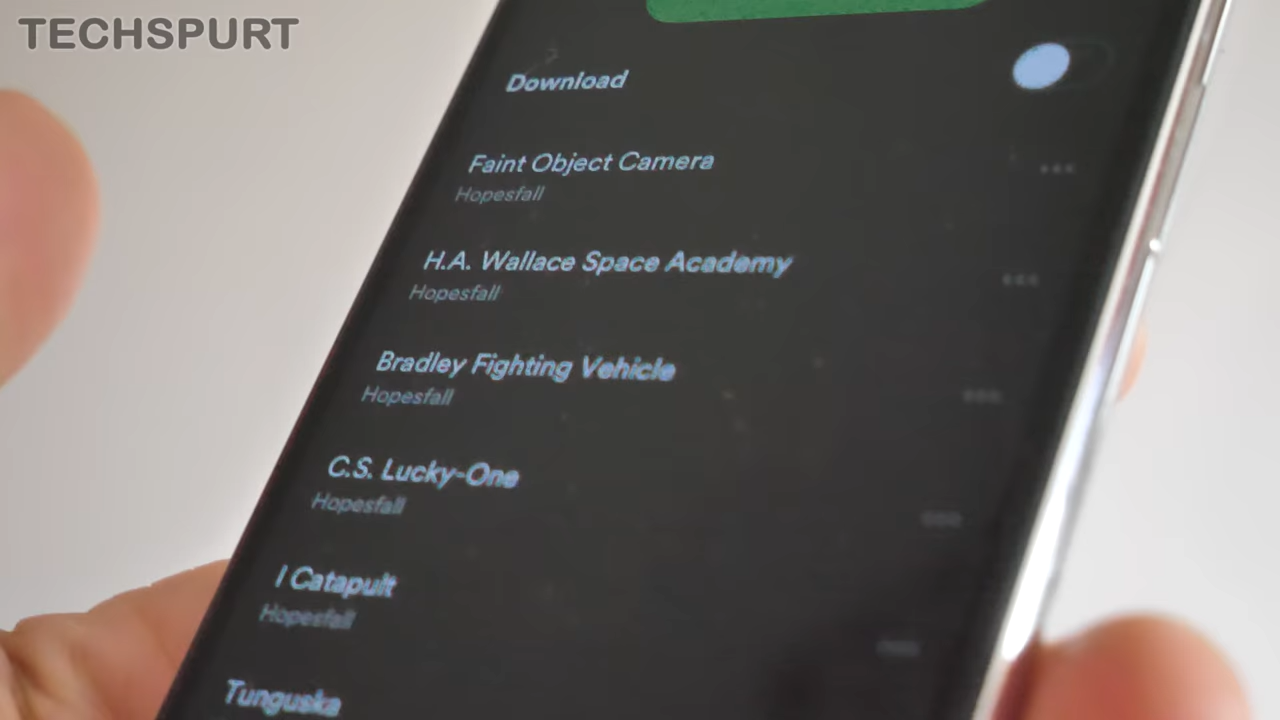 TECHSPURT
Download
Faint Object Camera
Hopesfall
H.A. Wallace Space Academy
Hopesfall
Bradley Fighting Vehicle
Hopesfall
C.S. Lucky-One
Hopesfall
I Catapult
Hopesfall
Tunguska